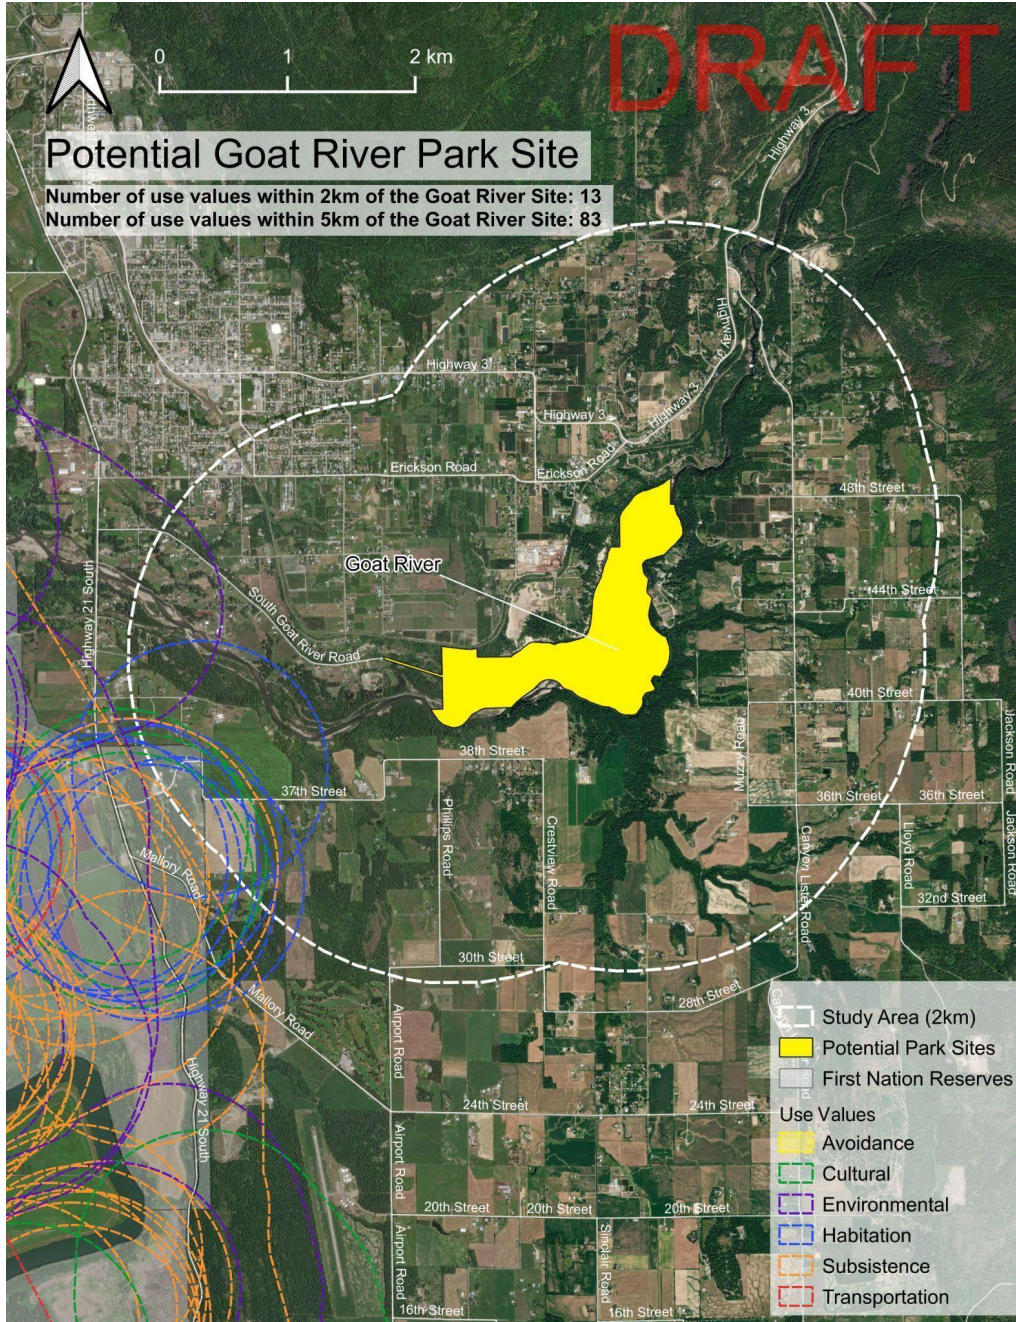 DRAFT
0 1 2 km
Potential Goat River Park Site
Number of use values within 2km of the Goat River Site: 13
Number of use values within 5km of the Goat River Site: 83
Highway 3
Highway 3
Highway 3
Highway 3
Highway 3
Erickson Road
Erickson Road
48th Street
Goat River
44th Street
Highway 21 South
South Goat River Road
40th Street
Jackson Road
38th Street
Muzzy Road
37th Street
36th Street
36th Street
Phillips Road
Crestview Road
Canyon Lister Road
Lloyd Road
Jackson Road
Mallory Road
32nd Street
30th Street
28th Street
Mallory Road
Airport Road
Highway 21 South
24th Street
24th Street
Airport Road
20th Street
20th Street
20th Street
Airport Road
Sinclair Road
16th Street
16th Street
Study Area (2km)
Potential Park Sites
First Nation Reserves
Use Values
Avoidance
Cultural
Environmental
Habitation
Subsistence
Transportation